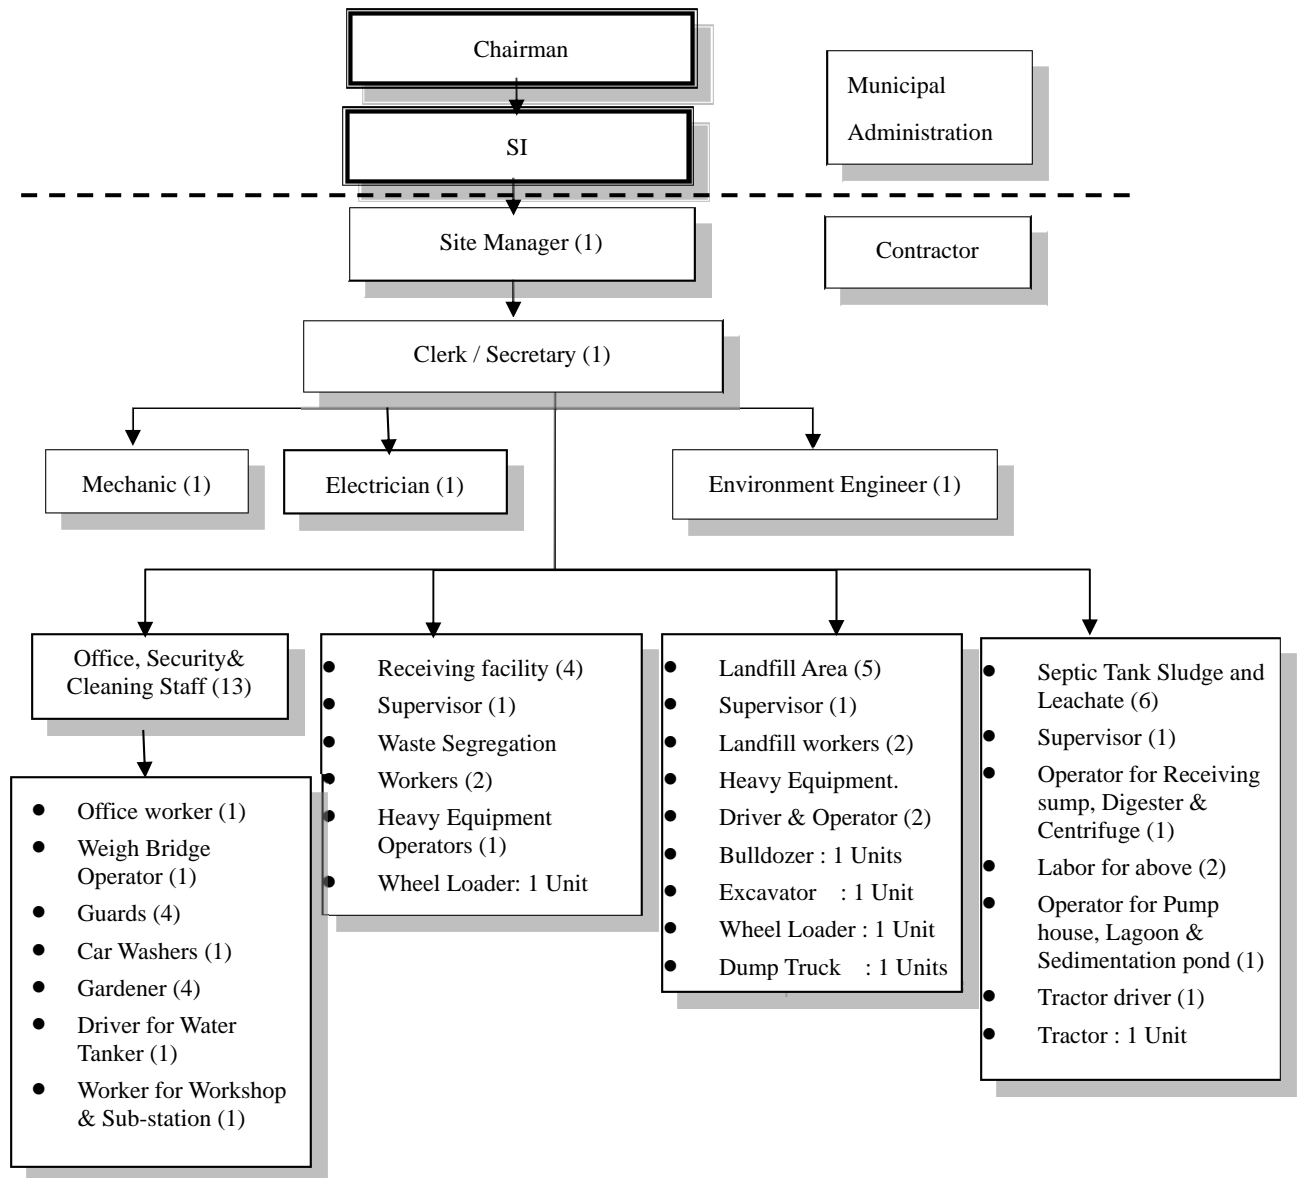 Chairman
Municipal
Administration
SI
Site Manager (1)
Contractor
Clerk / Secretary (1)
Mechanic (1)
Electrician (1)
Environment Engineer (1)
Office, Security&
Cleaning Staff (13)
● Office worker (1)
● Weigh Bridge
Operator (1)
● Guards (4)
● Car Washers (1)
● Gardener (4)
● Driver for Water
Tanker (1)
● Worker for Workshop
& Sub-station (1)
● Receiving facility (4)
● Supervisor (1)
● Waste Segregation
● Workers (2)
● Heavy Equipment
Operators (1)
● Wheel Loader: 1 Unit
● Landfill Area (5)
● Supervisor (1)
● Landfill workers (2)
● Heavy Equipment.
● Driver & Operator (2)
● Bulldozer : 1 Units
● Excavator : 1 Unit
● Wheel Loader : 1 Unit
● Dump Truck : 1 Units
● Septic Tank Sludge and
Leachate (6)
● Supervisor (1)
● Operator for Receiving
sump, Digester &
Centrifuge (1)
● Labor for above (2)
● Operator for Pump
house, Lagoon &
Sedimentation pond (1)
● Tractor driver (1)
● Tractor : 1 Unit